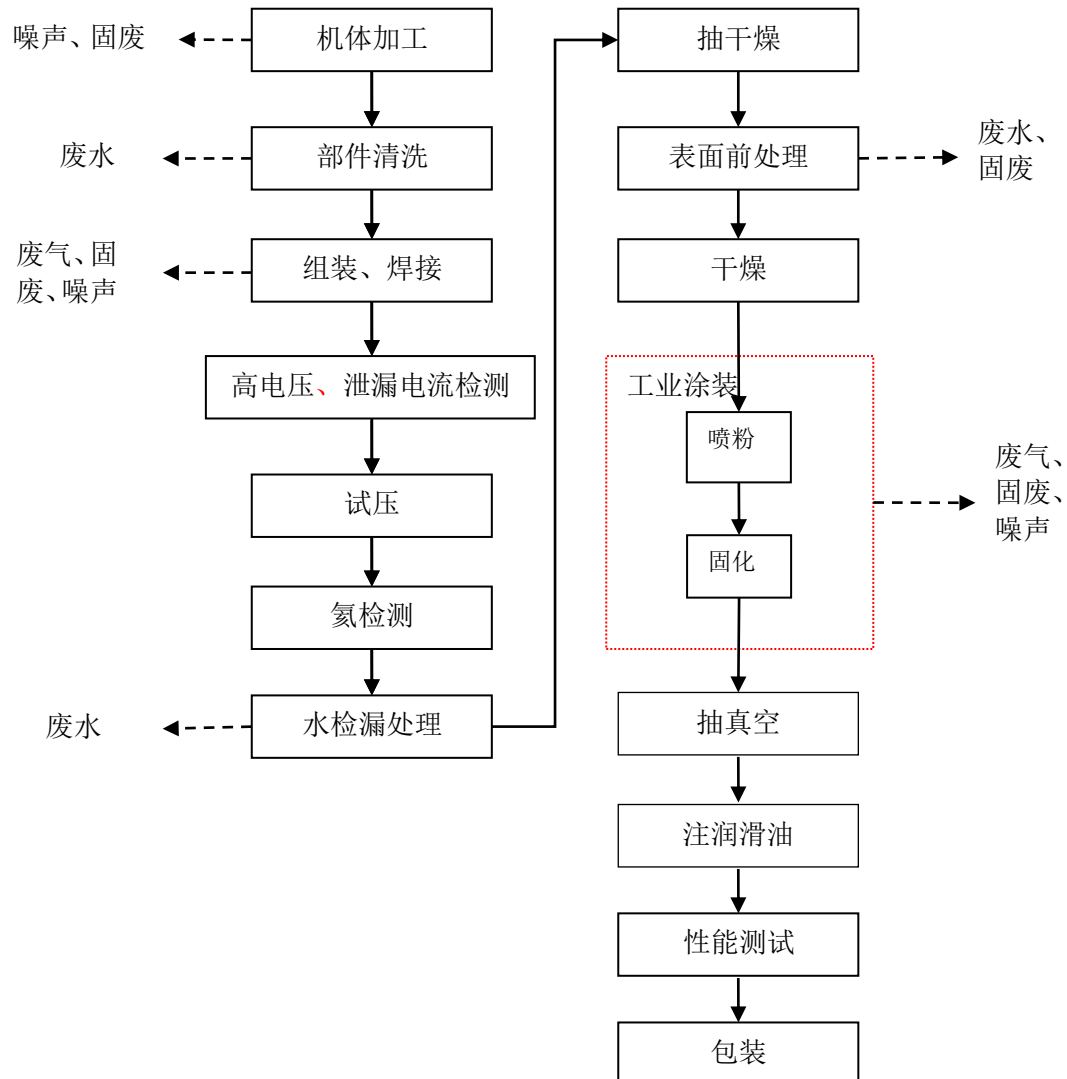 噪声、固废
机体加工
废水
部件清洗
废气、固
废、噪声
组装、焊接
高电压、泄漏电流检测
试压
氦检测
废水
水检漏处理
抽干燥
表面前处理
废水、
固废
干燥
工业涂装
喷粉
固化
废气、
固废、
噪声
抽真空
注润滑油
性能测试
包装